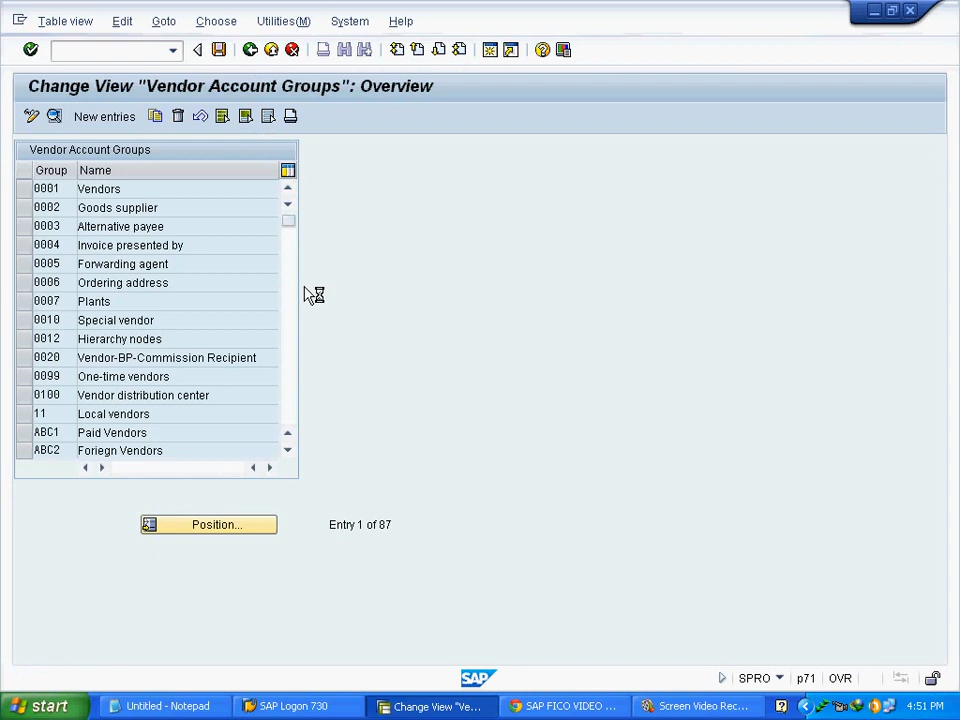 Table view Edit Goto Choose Utilities(M) System Help
Change View "Vendor Account Groups": Overview
New entries
Vendor Account Groups
Group Name
0001 Vendors
0002 Goods supplier
0003 Alternative payee
0004 Invoice presented by
0005 Forwarding agent
0006 Ordering address
0007 Plants
0010 Special vendor
0012 Hierarchy nodes
0020 Vendor-BP-Commission Recipient
0099 One-time vendors
0100 Vendor distribution center
11 Local vendors
ABC1 Paid Vendors
ABC2 Foriegn Vendors
Position... Entry 1 of 87
SAP SPRO p71 OVR
start Untitled - Notepad SAP Logon 730 Change View "Ve... SAP FICO VIDEO ... Screen Video Rec... 4:51 PM